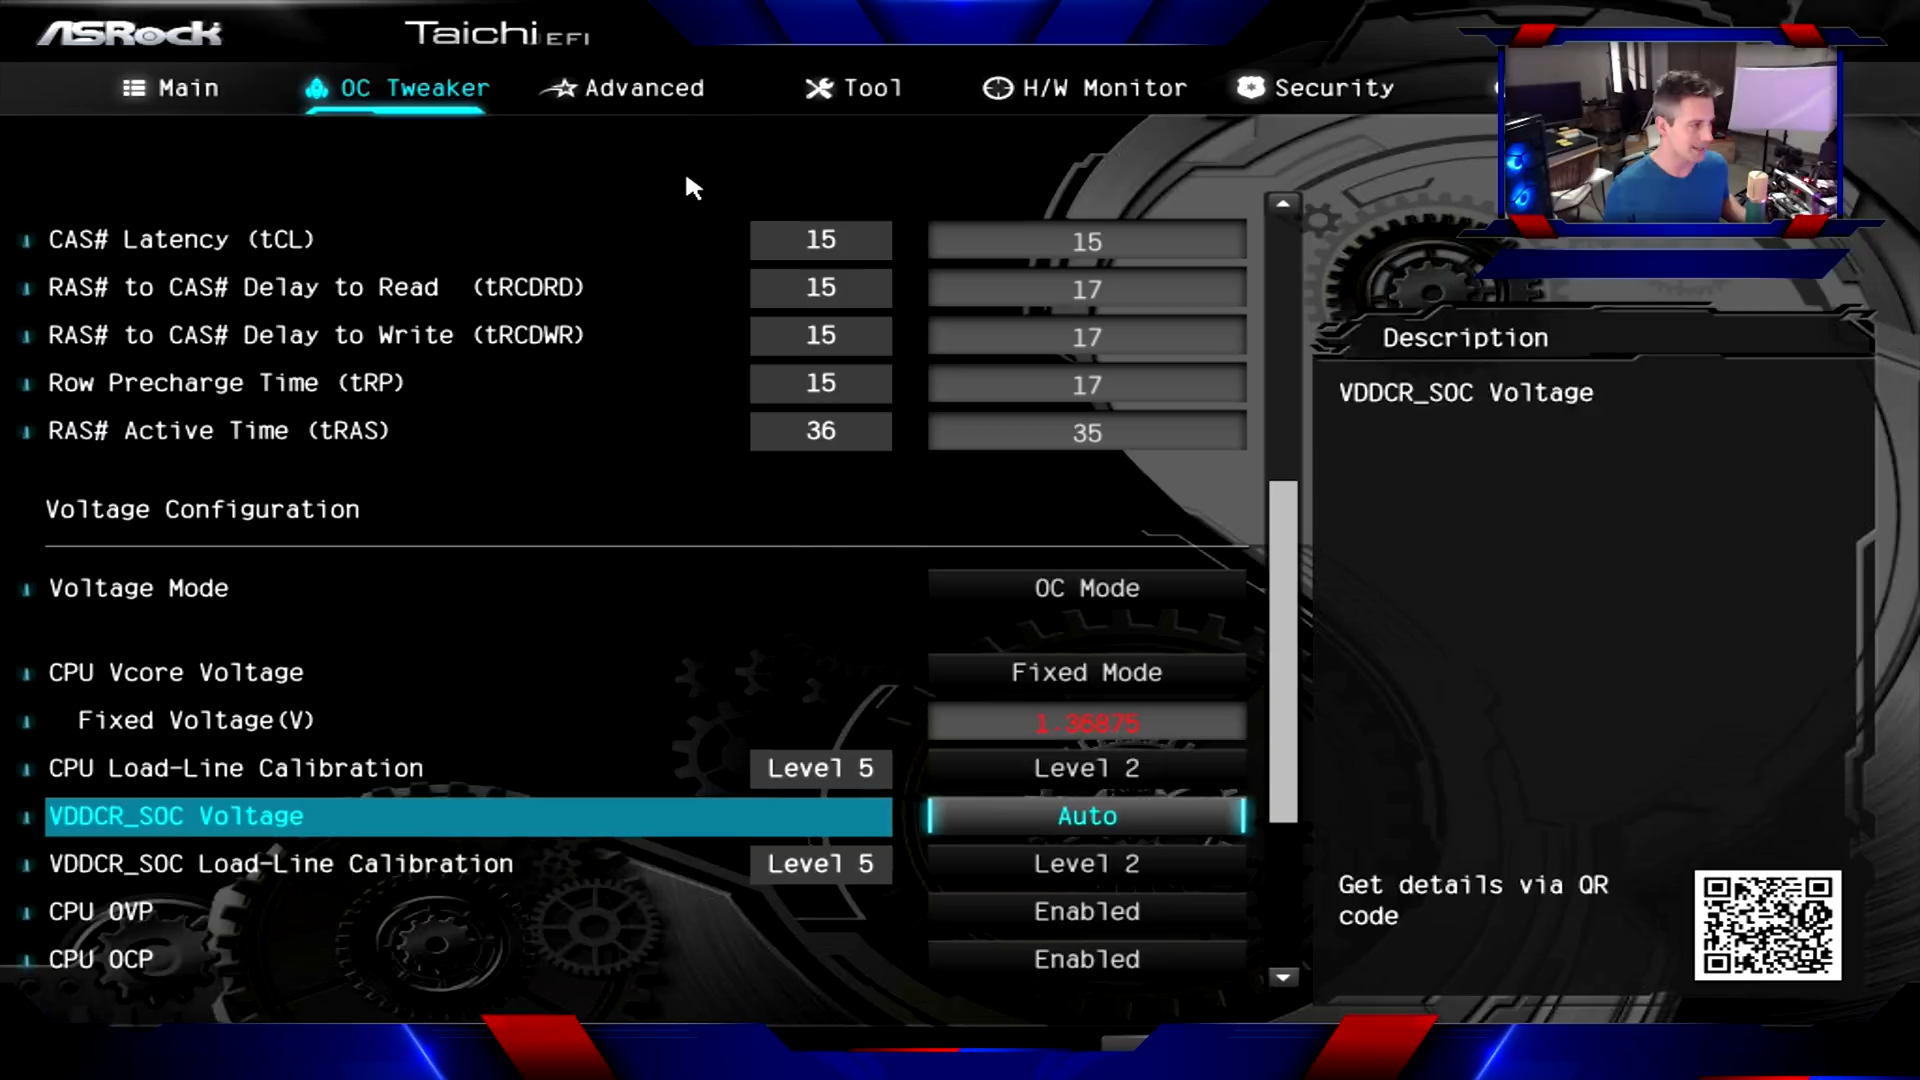 ASRock
Taichi EFI
Main
OC Tweaker
Advanced
Tool
H/W Monitor
Security
CAS# Latency (tCL) 15 15
RAS# to CAS# Delay to Read (tRCDRD) 15 17
RAS# to CAS# Delay to Write (tRCDWR) 15 17
Row Precharge Time (tRP) 15 17
RAS# Active Time (tRAS) 36 35
Voltage Configuration
Voltage Mode OC Mode
CPU Vcore Voltage Fixed Mode
Fixed Voltage(V) 1.36875
CPU Load-Line Calibration Level 5 Level 2
VDDCR_SOC Voltage Auto
VDDCR_SOC Load-Line Calibration Level 5 Level 2
CPU OVP Enabled
CPU OCP Enabled
Description
VDDCR_SOC Voltage
Get details via QR
code